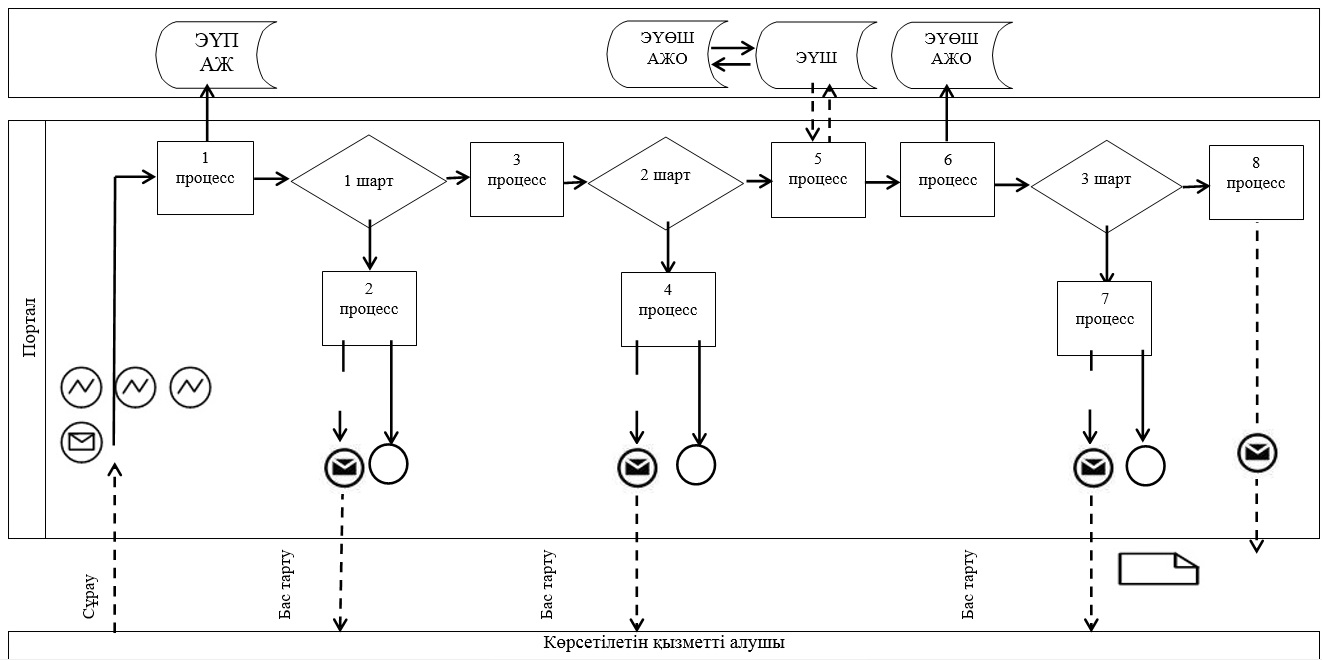 ЭҮП
АЖ
ЭҮӨШ
АЖО
ЭҮШ
ЭҮӨШ
АЖО
Портал
1
процесс
1 шарт
3
процесс
2 шарт
5
процесс
6
процесс
3 шарт
8
процесс
2
процесс
4
процесс
7
процесс
Сұрау
Бас тарту
Бас тарту
Бас тарту
Көрсетілетін қызметті алушы